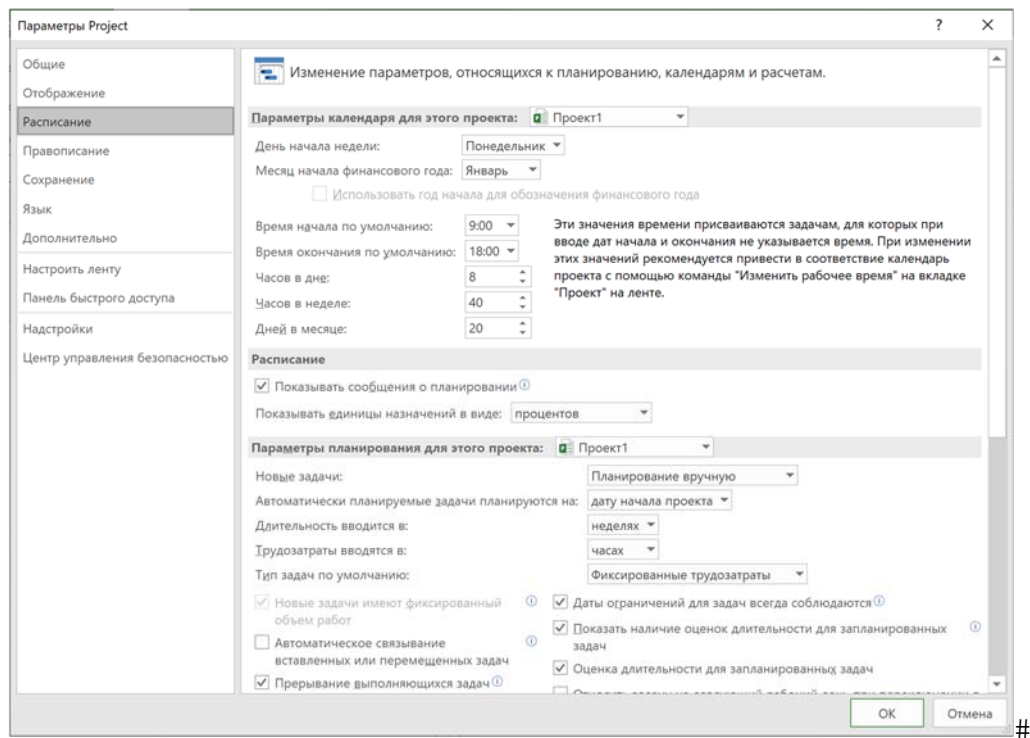 Параметры Project
?
Общие
Отображение
Расписание
Правописание
Сохранение
Язык
Дополнительно
Настроить ленту
Панель быстрого доступа
Надстройки
Центр управления безопасностью
Изменение параметров, относящихся к планированию, календарям и расчетам.
Параметры календаря для этого проекта: Проект1
День начала недели: Понедельник
Месяц начала финансового года: Январь
Использовать год начала для обозначения финансового года
Время начала по умолчанию: 9:00
Время окончания по умолчанию: 18:00
Часов в дне: 8
Часов в неделе: 40
Дней в месяце: 20
Эти значения времени присваиваются задачам, для которых при
вводе дат начала и окончания не указывается время. При изменении
этих значений рекомендуется привести в соответствие календарь
проекта с помощью команды "Изменить рабочее время" на вкладке
"Проект" на ленте.
Расписание
Показывать сообщения о планировании
Показывать единицы назначений в виде: процентов
Параметры планирования для этого проекта: Проект1
Новые задачи: Планирование вручную
Автоматически планируемые задачи планируются на: дату начала проекта
Длительность вводится в: неделях
Трудозатраты вводятся в: часах
Тип задач по умолчанию: Фиксированные трудозатраты
Новые задачи имеют фиксированный
объем работ
Автоматическое связывание
вставленных или перемещенных задач
Прерывание выполняющихся задач
Даты ограничений для задач всегда соблюдаются
Показать наличие оценок длительности для запланированных
задач
Оценка длительности для запланированных задач
ОК
Отмена
#